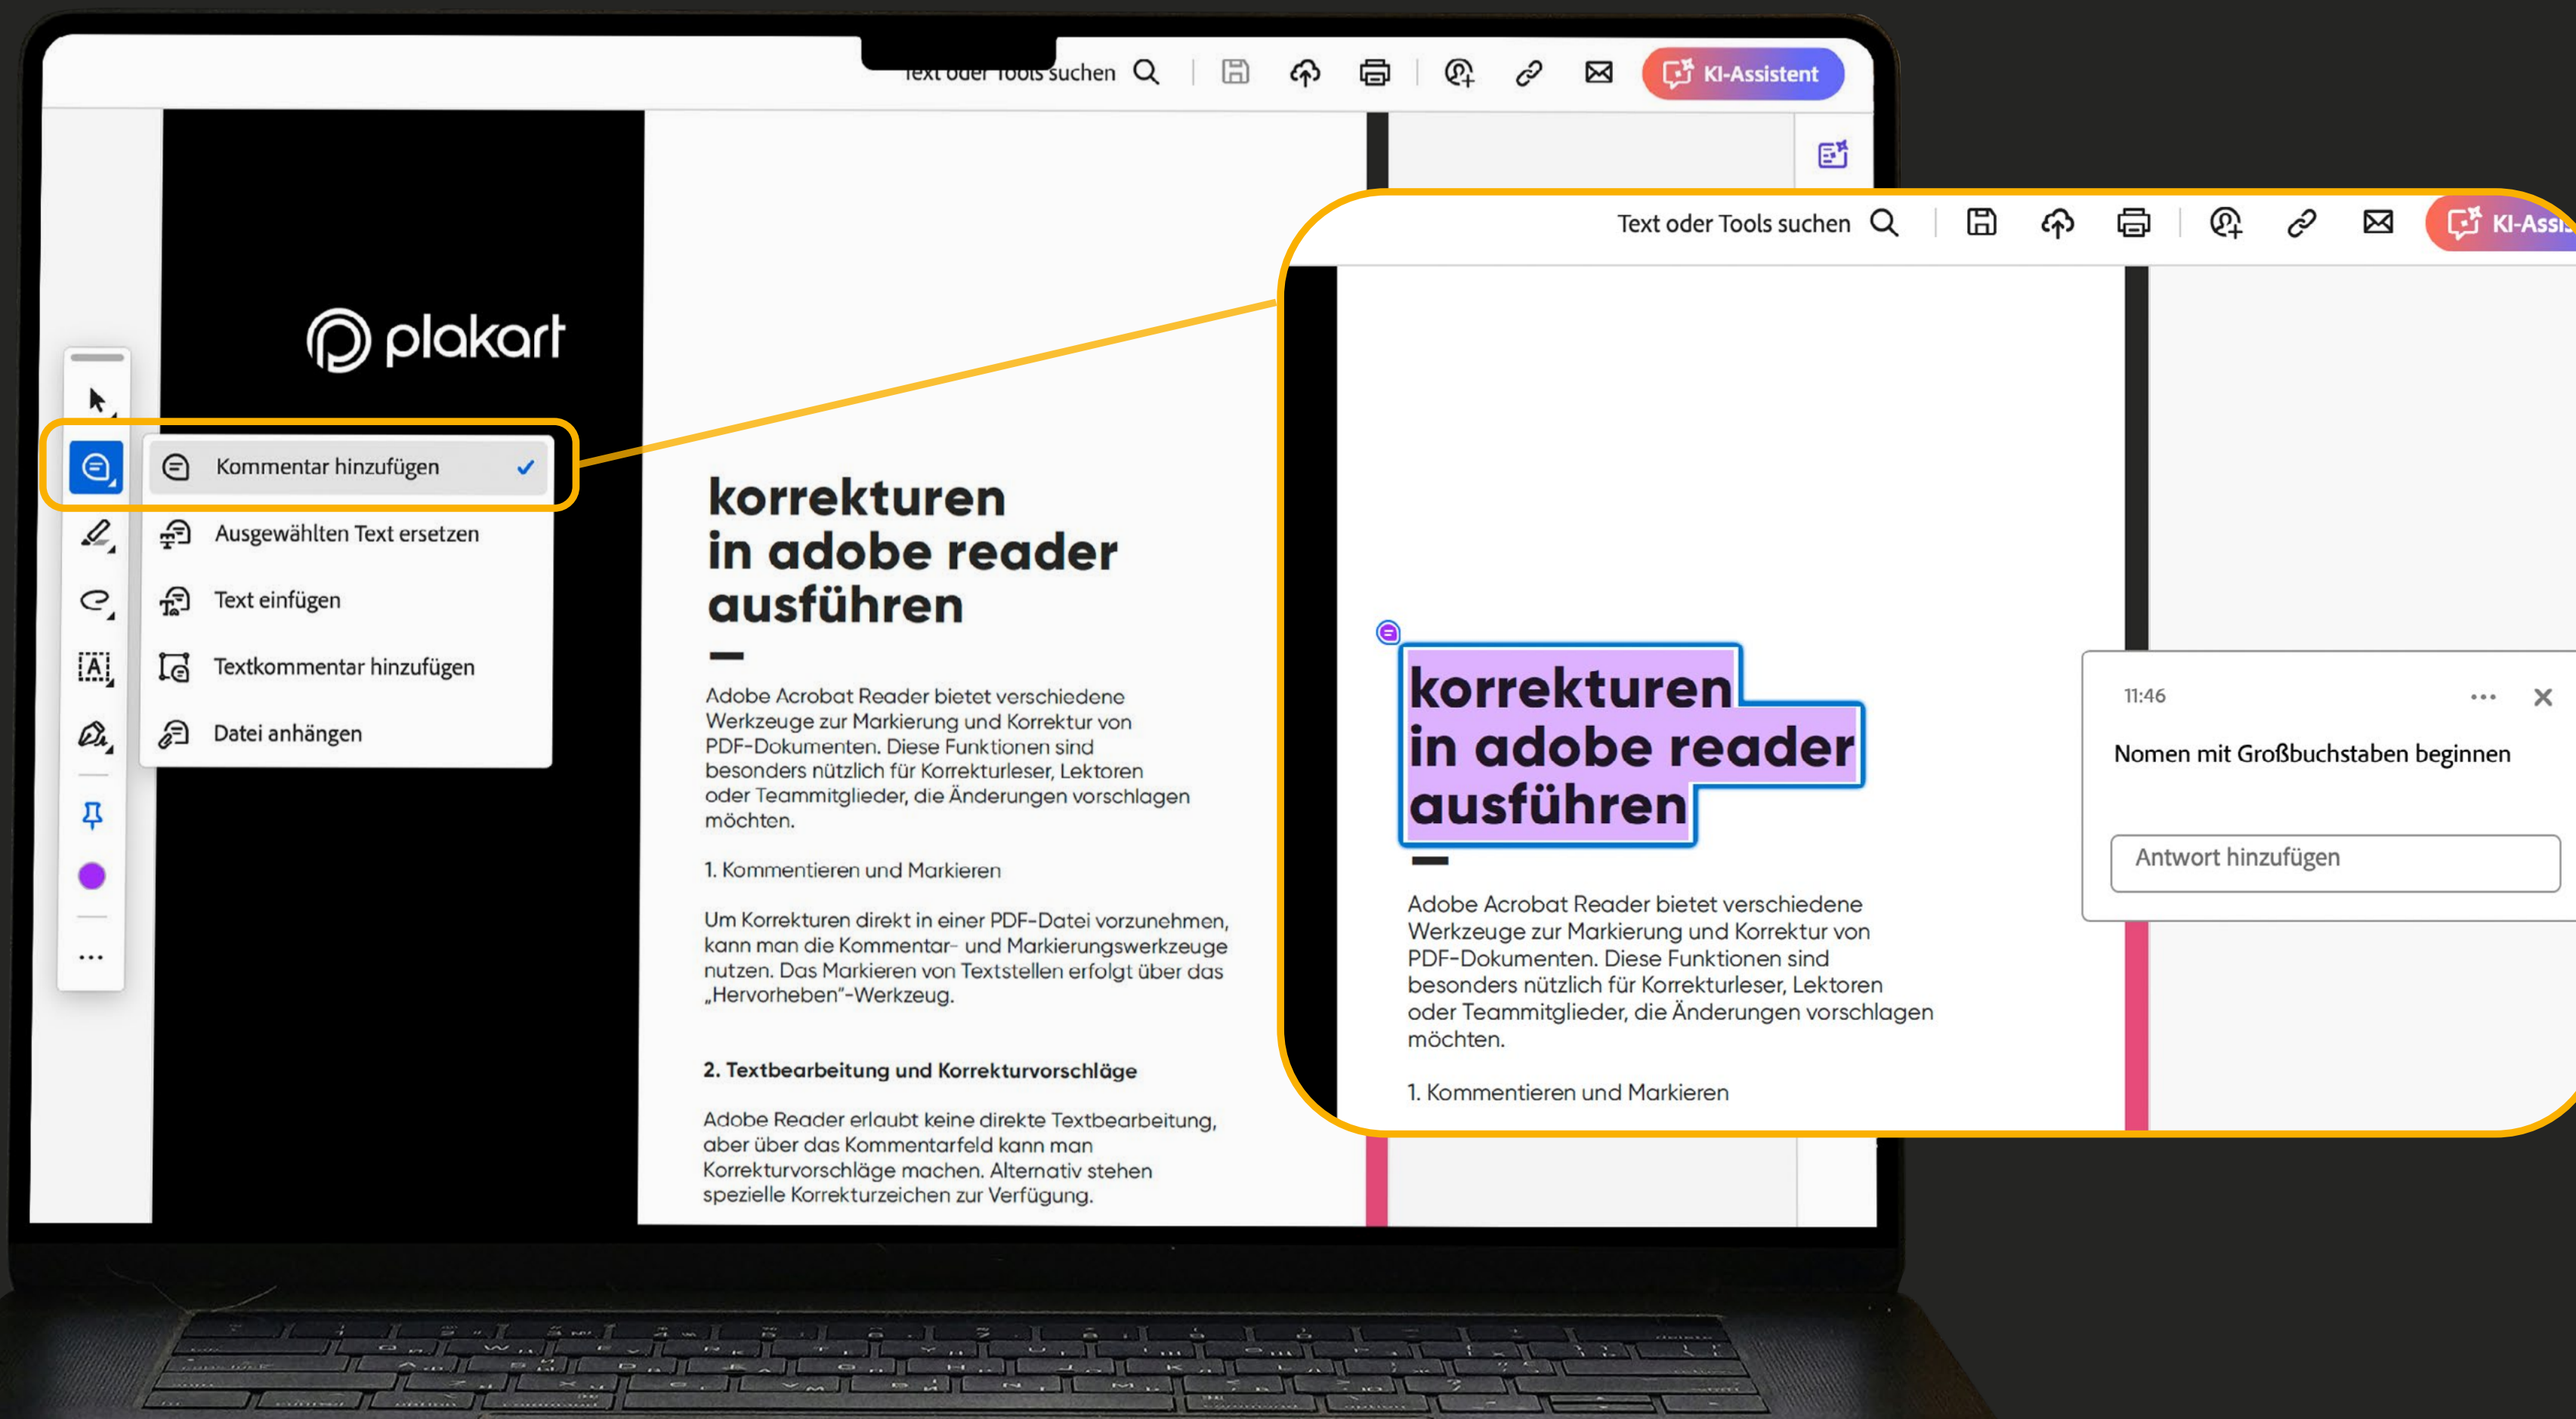 Text oder Tools suchen
KI-Assistent
plakart
Kommentar hinzufügen
Ausgewählten Text ersetzen
Text einfügen
Textkommentar hinzufügen
Datei anhängen
korrekturen
in adobe reader
ausführen
Adobe Acrobat Reader bietet verschiedene
Werkzeuge zur Markierung und Korrektur von
PDF-Dokumenten. Diese Funktionen sind
besonders nützlich für Korrekturleser, Lektoren
oder Teammitglieder, die Änderungen vorschlagen
möchten.
1. Kommentieren und Markieren
Um Korrekturen direkt in einer PDF-Datei vorzunehmen,
kann man die Kommentar- und Markierungswerkzeuge
nutzen. Das Markieren von Textstellen erfolgt über das
„Hervorheben"-Werkzeug.
2. Textbearbeitung und Korrekturvorschläge
Adobe Reader erlaubt keine direkte Textbearbeitung,
aber über das Kommentarfeld kann man
Korrekturvorschläge machen. Alternativ stehen
spezielle Korrekturzeichen zur Verfügung.
Text oder Tools suchen
KI-Assis
korrekturen
in adobe reader
ausführen
Adobe Acrobat Reader bietet verschiedene
Werkzeuge zur Markierung und Korrektur von
PDF-Dokumenten. Diese Funktionen sind
besonders nützlich für Korrekturleser, Lektoren
oder Teammitglieder, die Änderungen vorschlagen
möchten.
1. Kommentieren und Markieren
11:46
Nomen mit Großbuchstaben beginnen
Antwort hinzufügen